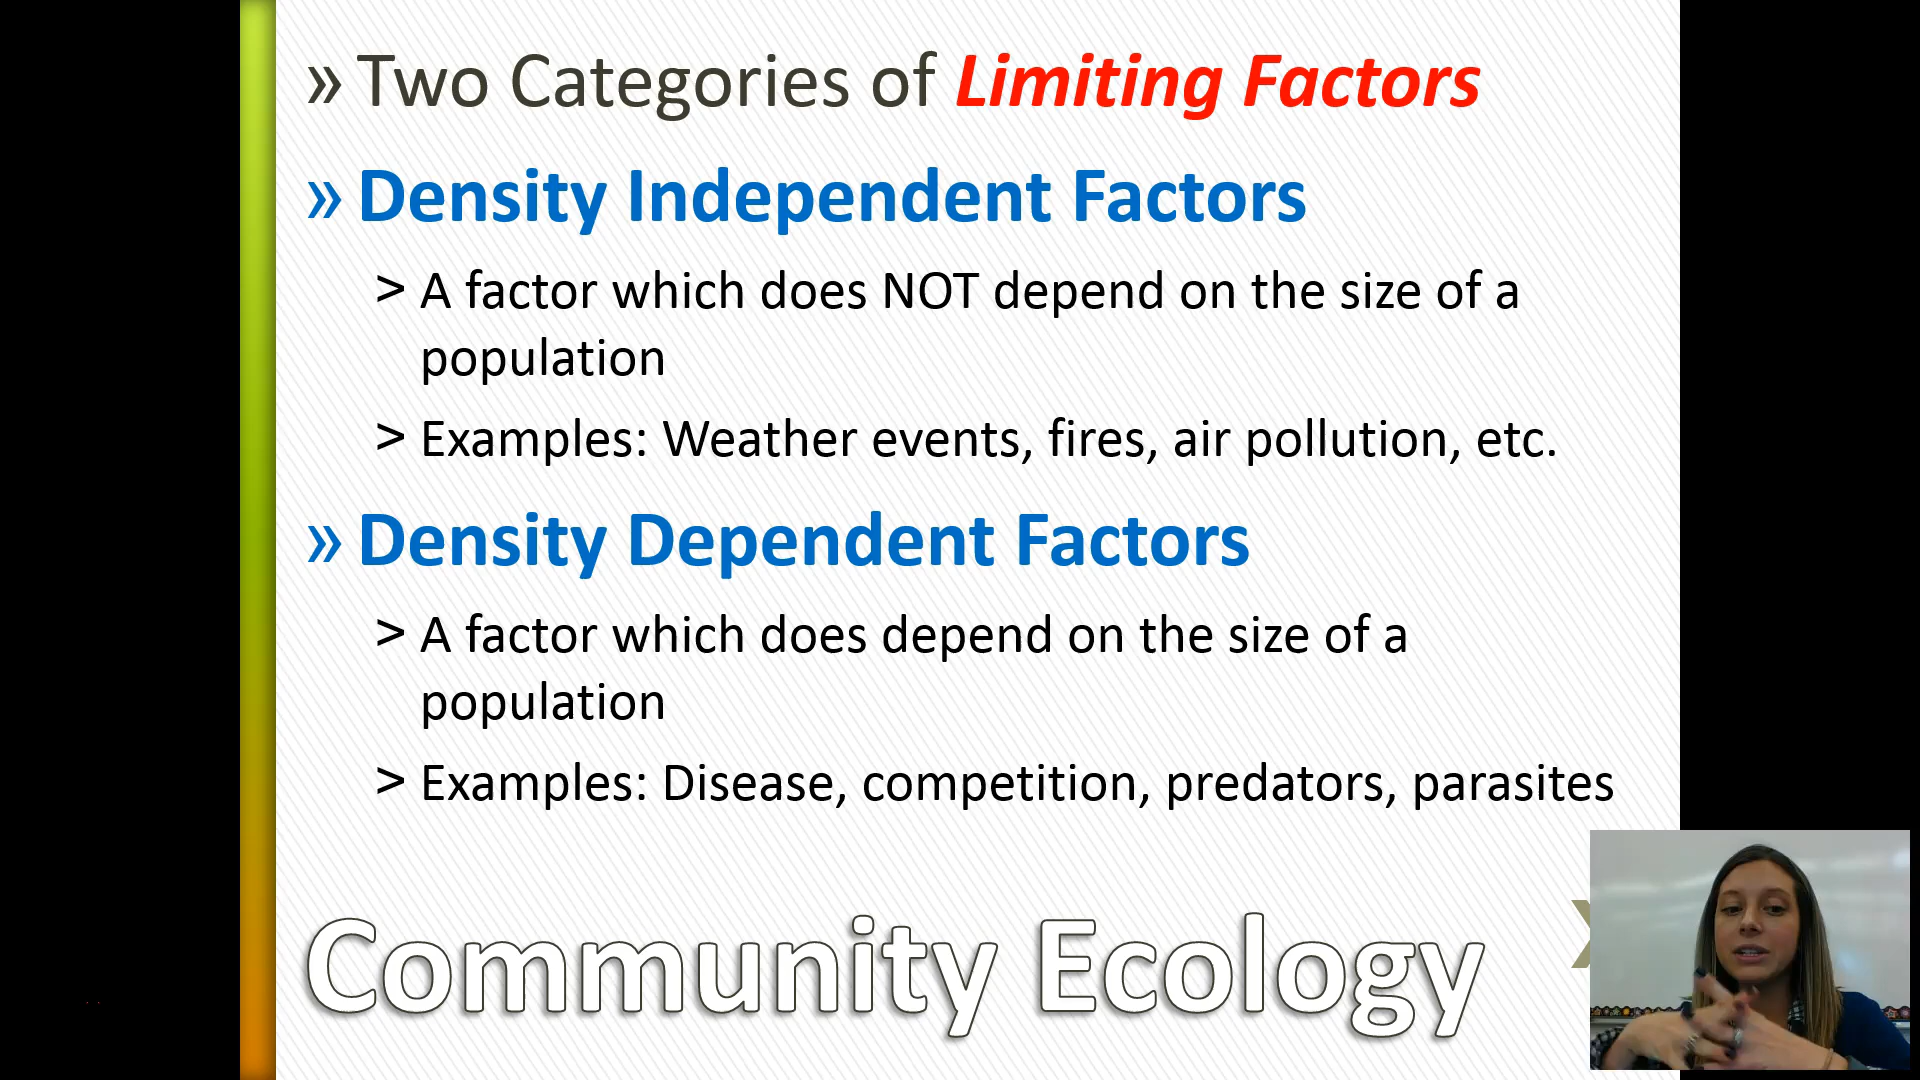 » Two Categories of Limiting Factors
» Density Independent Factors
> A factor which does NOT depend on the size of a
population
> Examples: Weather events, fires, air pollution, etc.
» Density Dependent Factors
> A factor which does depend on the size of a
population
> Examples: Disease, competition, predators, parasites
Community Ecology